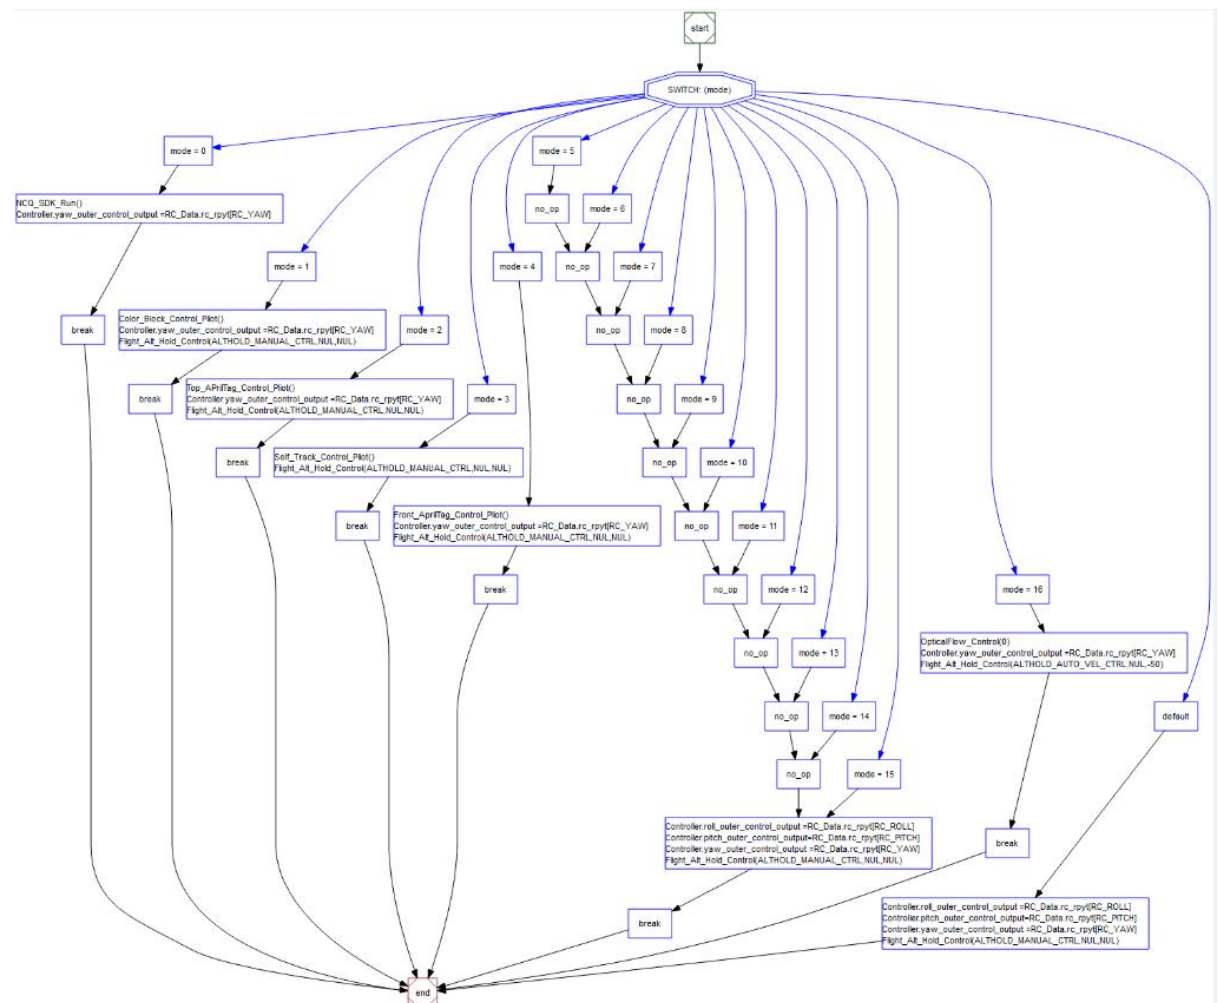 start
SWITCH: (mode)
mode = 0
mode = 5
NCQ_SDK_Run()
Controller.yaw_outer_control_output =RC_Data.rc_rpyt[RC_YAW]
no_op
mode = 6
mode = 1
mode = 4
no_op
mode = 7
Color_Block_Control_Pilot()
Controller.yaw_outer_control_output =RC_Data.rc_rpyt[RC_YAW]
Flight_Alt_Hold_Control(ALTHOLD_MANUAL_CTRL,NUL,NUL)
break
mode = 2
no_op
mode = 8
Top_APrilTag_Control_Pilot()
Controller.yaw_outer_control_output =RC_Data.rc_rpyt[RC_YAW]
Flight_Alt_Hold_Control(ALTHOLD_MANUAL_CTRL,NUL,NUL)
break
mode = 3
no_op
mode = 9
break
Self_Track_Control_Pilot()
Flight_Alt_Hold_Control(ALTHOLD_MANUAL_CTRL,NUL,NUL)
no_op
mode = 10
break
Front_AprilTag_Control_Pilot()
Controller.yaw_outer_control_output =RC_Data.rc_rpyt[RC_YAW]
Flight_Alt_Hold_Control(ALTHOLD_MANUAL_CTRL,NUL,NUL)
no_op
mode = 11
break
no_op
mode = 12
mode = 16
no_op
mode = 13
OpticalFlow_Control(0)
Controller.yaw_outer_control_output =RC_Data.rc_rpyt[RC_YAW]
Flight_Alt_Hold_Control(ALTHOLD_AUTO_VEL_CTRL,NUL,-50)
no_op
mode = 14
default
no_op
mode = 15
Controller.roll_outer_control_output =RC_Data.rc_rpyt[RC_ROLL]
Controller.pitch_outer_control_output=RC_Data.rc_rpyt[RC_PITCH]
Controller.yaw_outer_control_output =RC_Data.rc_rpyt[RC_YAW]
Flight_Alt_Hold_Control(ALTHOLD_MANUAL_CTRL,NUL,NUL)
break
break
Controller.roll_outer_control_output =RC_Data.rc_rpyt[RC_ROLL]
Controller.pitch_outer_control_output=RC_Data.rc_rpyt[RC_PITCH]
Controller.yaw_outer_control_output =RC_Data.rc_rpyt[RC_YAW]
Flight_Alt_Hold_Control(ALTHOLD_MANUAL_CTRL,NUL,NUL)
end